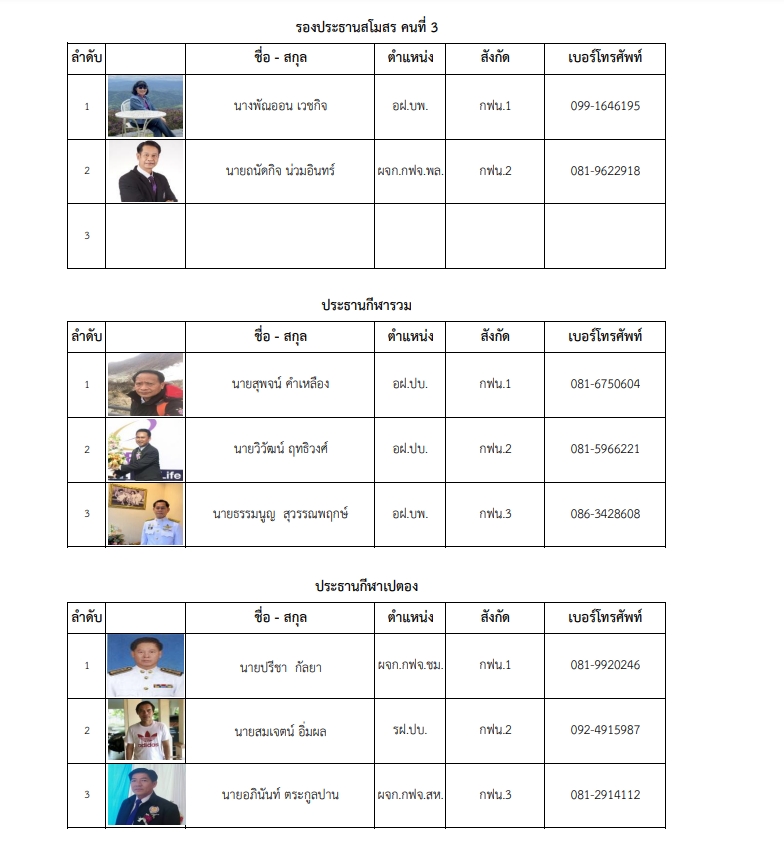 รองประธานสโมสร คนที่ 3
ลำดับ ชื่อ - สกุล ตำแหน่ง สังกัด เบอร์โทรศัพท์
1 นางพัณออน เวชกิจ อฝ.บพ. กฟน.1 099-1646195
2 นายถนัดกิจ น่วมอินทร์ ผจก.กฟจ.พล. กฟน.2 081-9622918
3
ประธานกีฬารวม
ลำดับ ชื่อ - สกุล ตำแหน่ง สังกัด เบอร์โทรศัพท์
1 นายสุพจน์ คำเหลือง อฝ.ปบ. กฟน.1 081-6750604
2 นายวิวัฒน์ ฤทธิวงศ์ อฝ.ปบ. กฟน.2 081-5966221
Life
3 นายธรรมนูญ สุวรรณพฤกษ์ อฝ.บพ. กฟน.3 086-3428608
ประธานกีฬาเปตอง
ลำดับ ชื่อ - สกุล ตำแหน่ง สังกัด เบอร์โทรศัพท์
1 นายปรีชา กัลยา ผจก.กฟจ.ชม. กฟน.1 081-9920246
2 นายสมเจตน์ อิ่มผล รฝ.ปบ. กฟน.2 092-4915987
adidas
3 นายอภินันท์ ตระกูลปาน ผจก.กฟจ.สห. กฟน.3 081-2914112